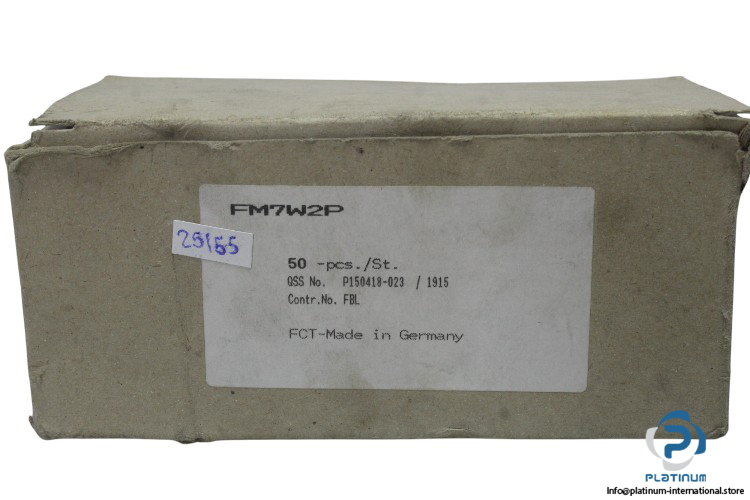 FM7W2P
25155
50 -pcs./St.
QSS No. P150418-023 / 1915
Contr.No. FBL
FCT-Made in Germany
PLATINUM
Info@platinum-international.store